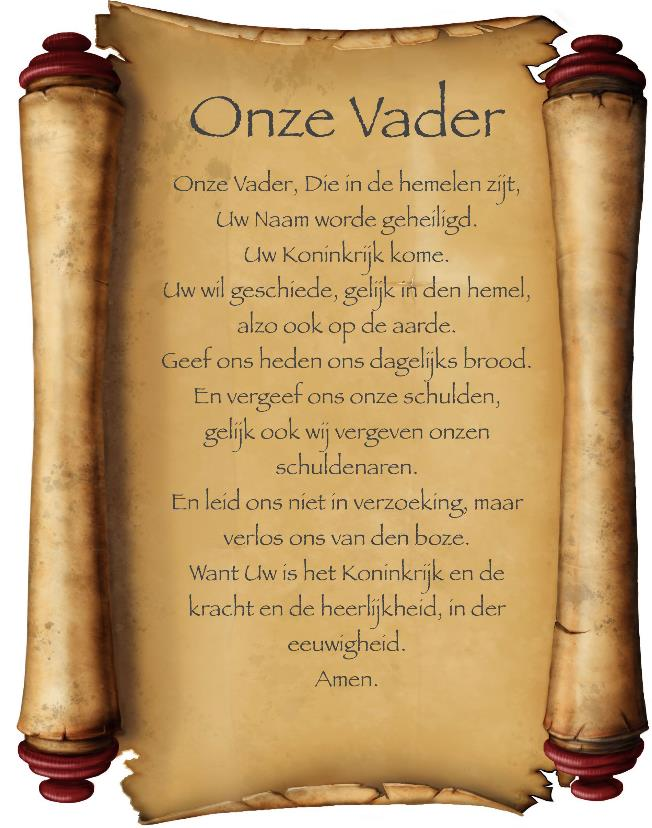 Onze Vader
Onze Vader, Die in de hemelen zijt,
Uw Naam worde geheiligd.
Uw Koninkrijk kome.
Uw wil geschiede, gelijk in den hemel,
alzo ook op de aarde.
Geef ons heden ons dagelijks brood.
En vergeef ons onze schulden,
gelijk ook wij vergeven onzen
schuldenaren.
En leid ons niet in verzoeking, maar
verlos ons van den boze.
Want Uw is het Koninkrijk en de
kracht en de heerlijkheid, in der
eeuwigheid.
Amen.